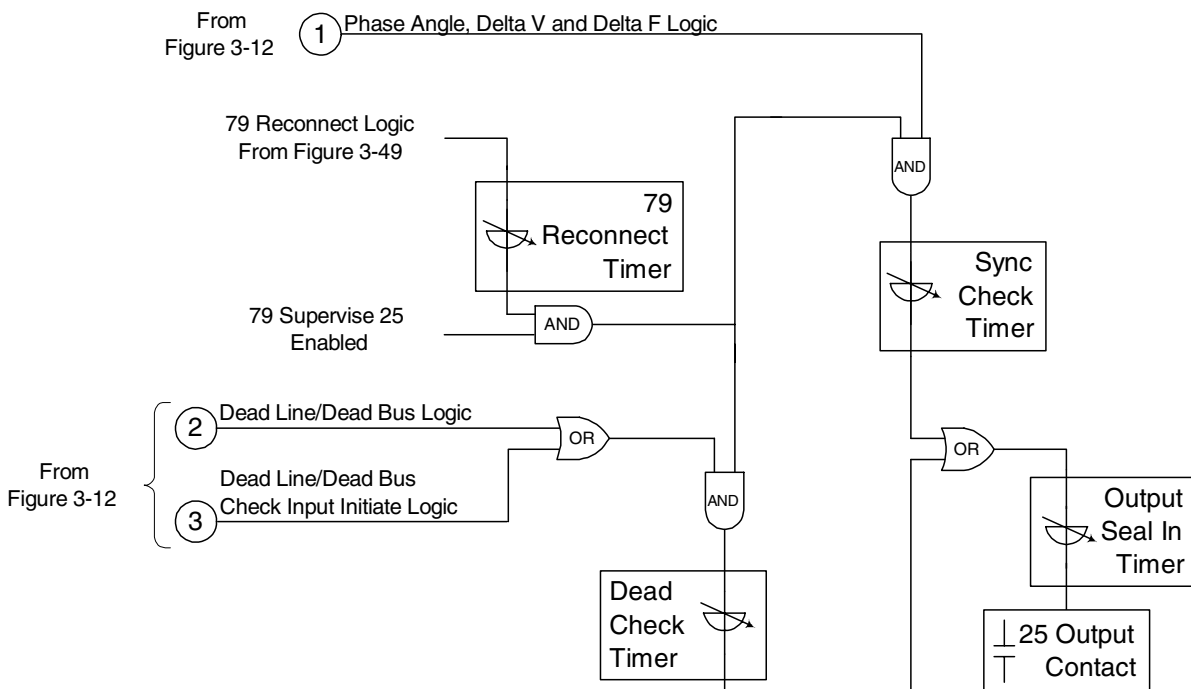 From
Figure 3-12
1
Phase Angle, Delta V and Delta F Logic
79 Reconnect Logic
From Figure 3-49
AND
79
Reconnect
Timer
Sync
Check
Timer
79 Supervise 25
Enabled
AND
From
Figure 3-12
2
Dead Line/Dead Bus Logic
OR
OR
3
Dead Line/Dead Bus
Check Input Initiate Logic
AND
Output
Seal In
Timer
Dead
Check
Timer
25 Output
Contact